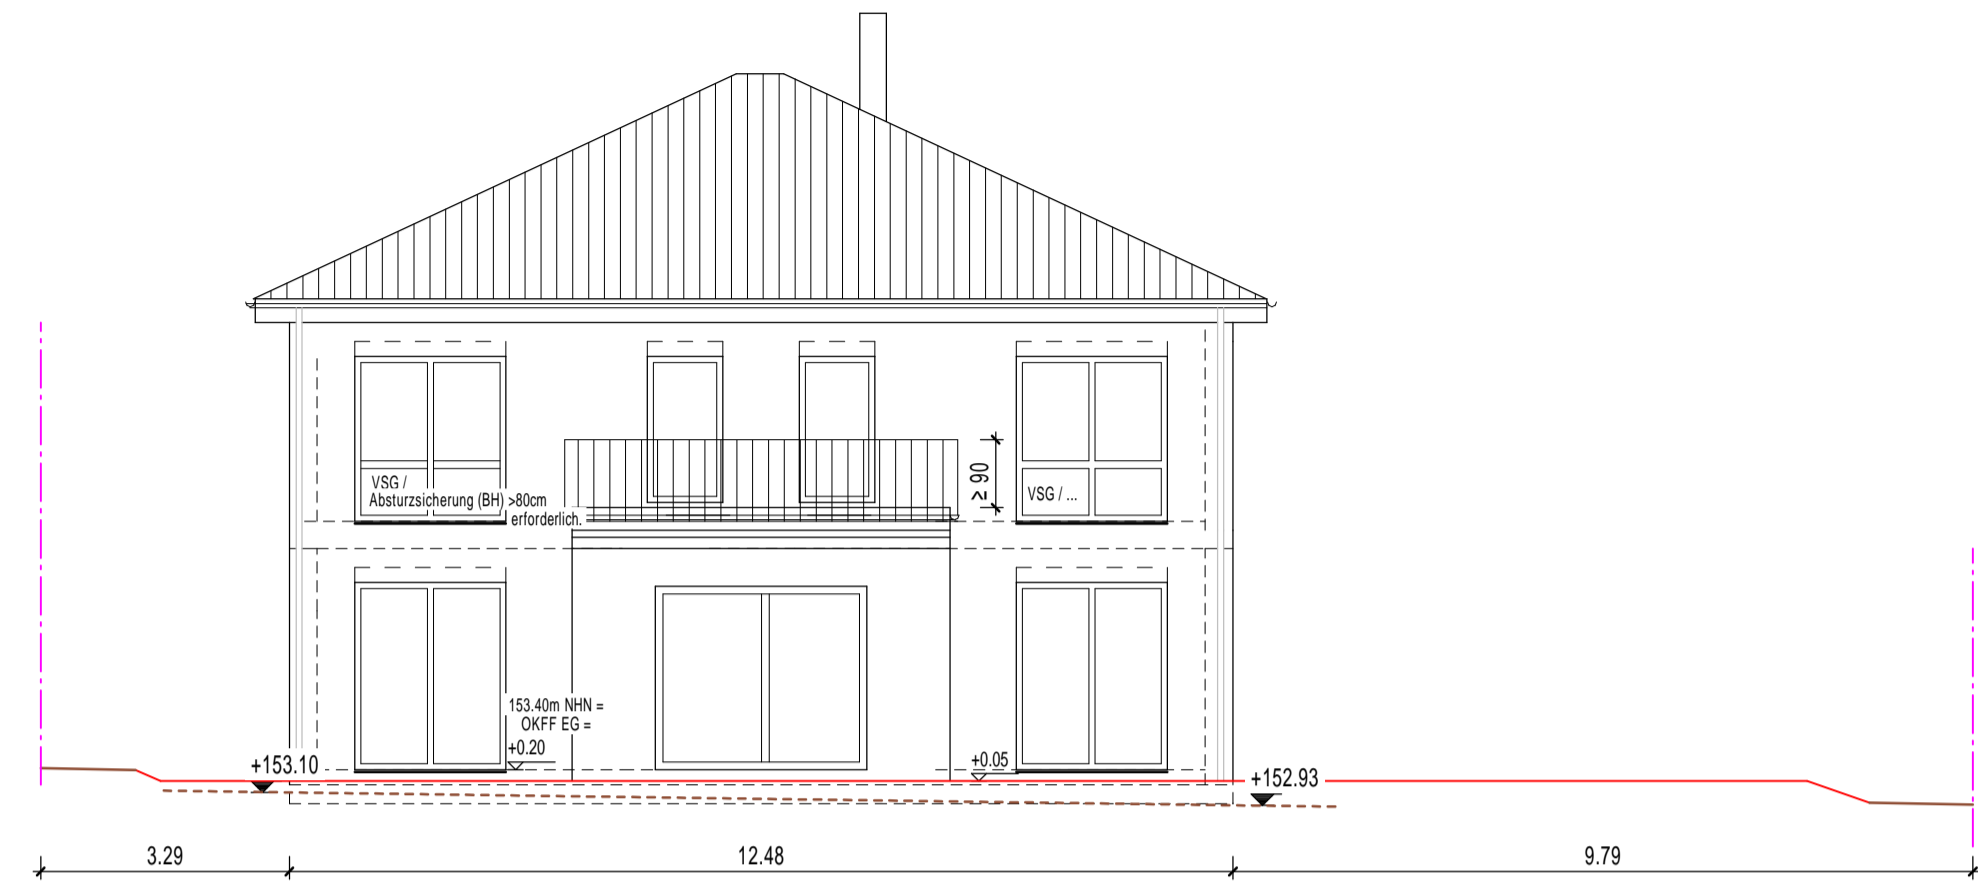 ≥ 90
VSG /
Absturzsicherung (BH) >80cm
erforderlich.
VSG / ...
153.40m NHN =
OKFF EG =
+0.20
+0.05
+153.10
+152.93
3.29
12.48
9.79